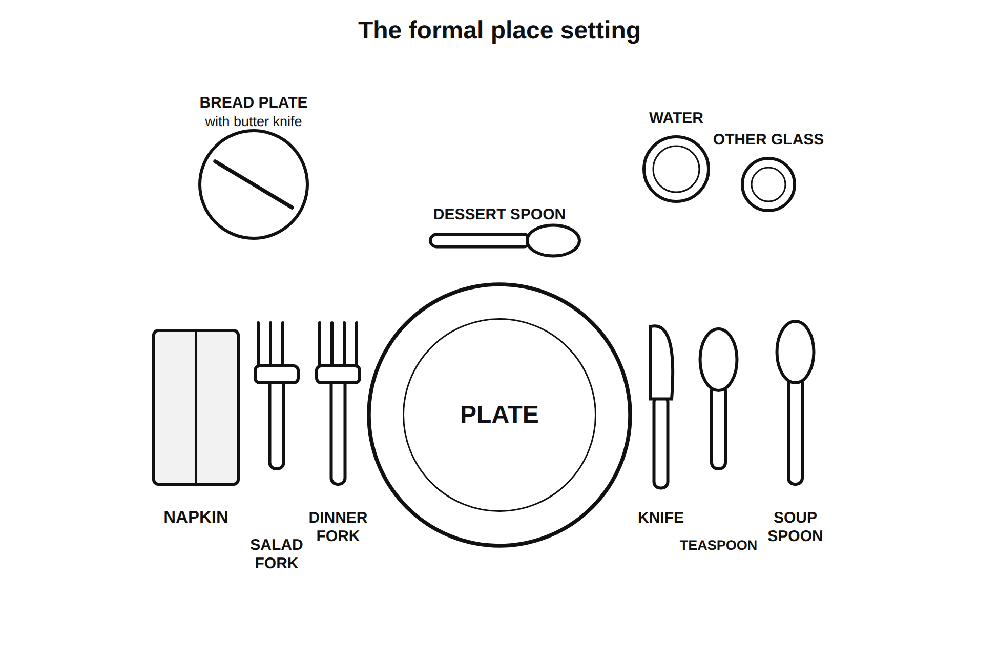 The formal place setting
BREAD PLATE
with butter knife
WATER
OTHER GLASS
DESSERT SPOON
PLATE
NAPKIN
SALAD
FORK
DINNER
FORK
KNIFE
TEASPOON
SOUP
SPOON